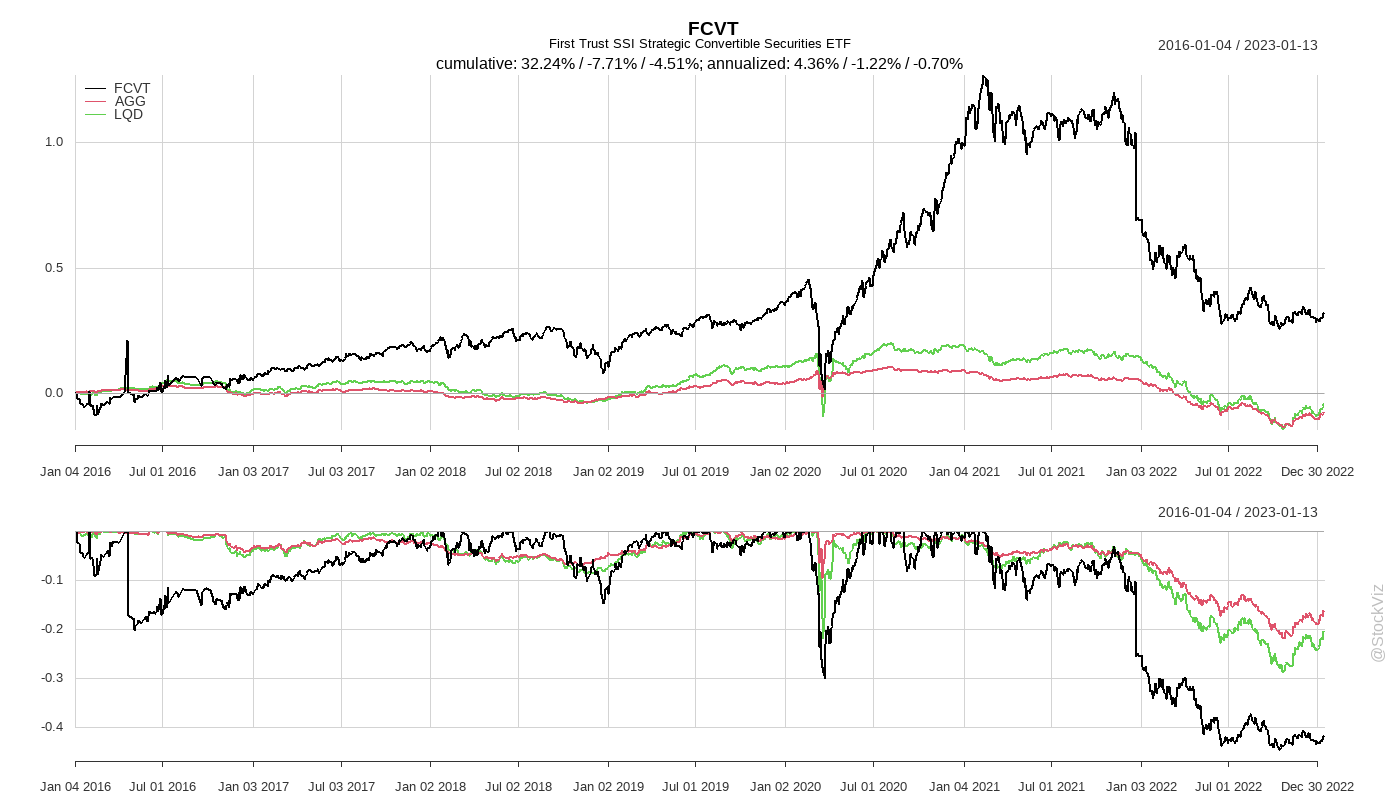 FCVT
First Trust SSI Strategic Convertible Securities ETF
2016-01-04 / 2023-01-13
cumulative: 32.24% / -7.71% / -4.51%; annualized: 4.36% / -1.22% / -0.70%
FCVT
AGG
LQD
1.0
0.5
0.0
Jan 04 2016 Jul 01 2016 Jan 03 2017 Jul 03 2017 Jan 02 2018 Jul 02 2018 Jan 02 2019 Jul 01 2019 Jan 02 2020 Jul 01 2020 Jan 04 2021 Jul 01 2021 Jan 03 2022 Jul 01 2022 Dec 30 2022
2016-01-04 / 2023-01-13
-0.1
-0.2
-0.3
-0.4
Jan 04 2016 Jul 01 2016 Jan 03 2017 Jul 03 2017 Jan 02 2018 Jul 02 2018 Jan 02 2019 Jul 01 2019 Jan 02 2020 Jul 01 2020 Jan 04 2021 Jul 01 2021 Jan 03 2022 Jul 01 2022 Dec 30 2022
@StockViz